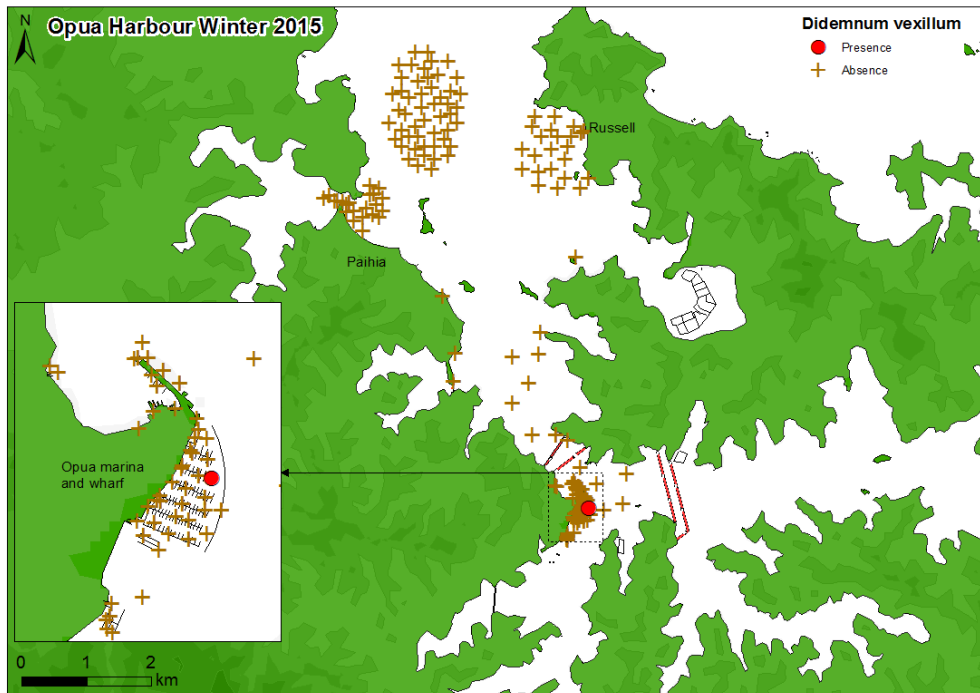 N
Opua Harbour Winter 2015
Didemnum vexillum
Presence
Absence
Russell
Paihia
Opua marina
and wharf
0 1 2
km